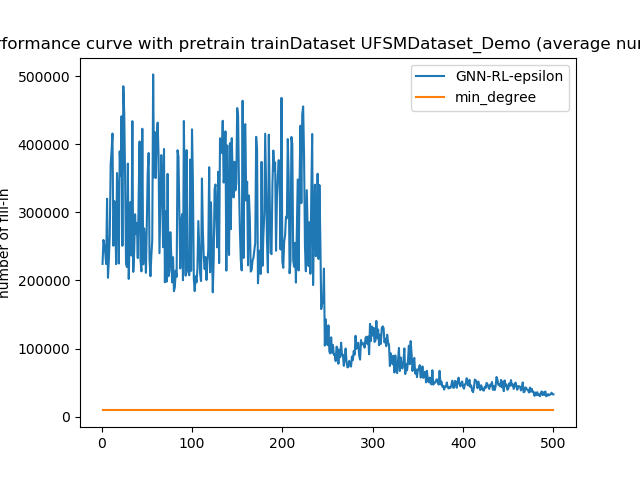 rformance curve with pretrain trainDataset UFSMDataset_Demo (average nu
GNN-RL-epsilon
min_degree
number of fill-in
500000
400000
300000
200000
100000
0
0 100 200 300 400 500